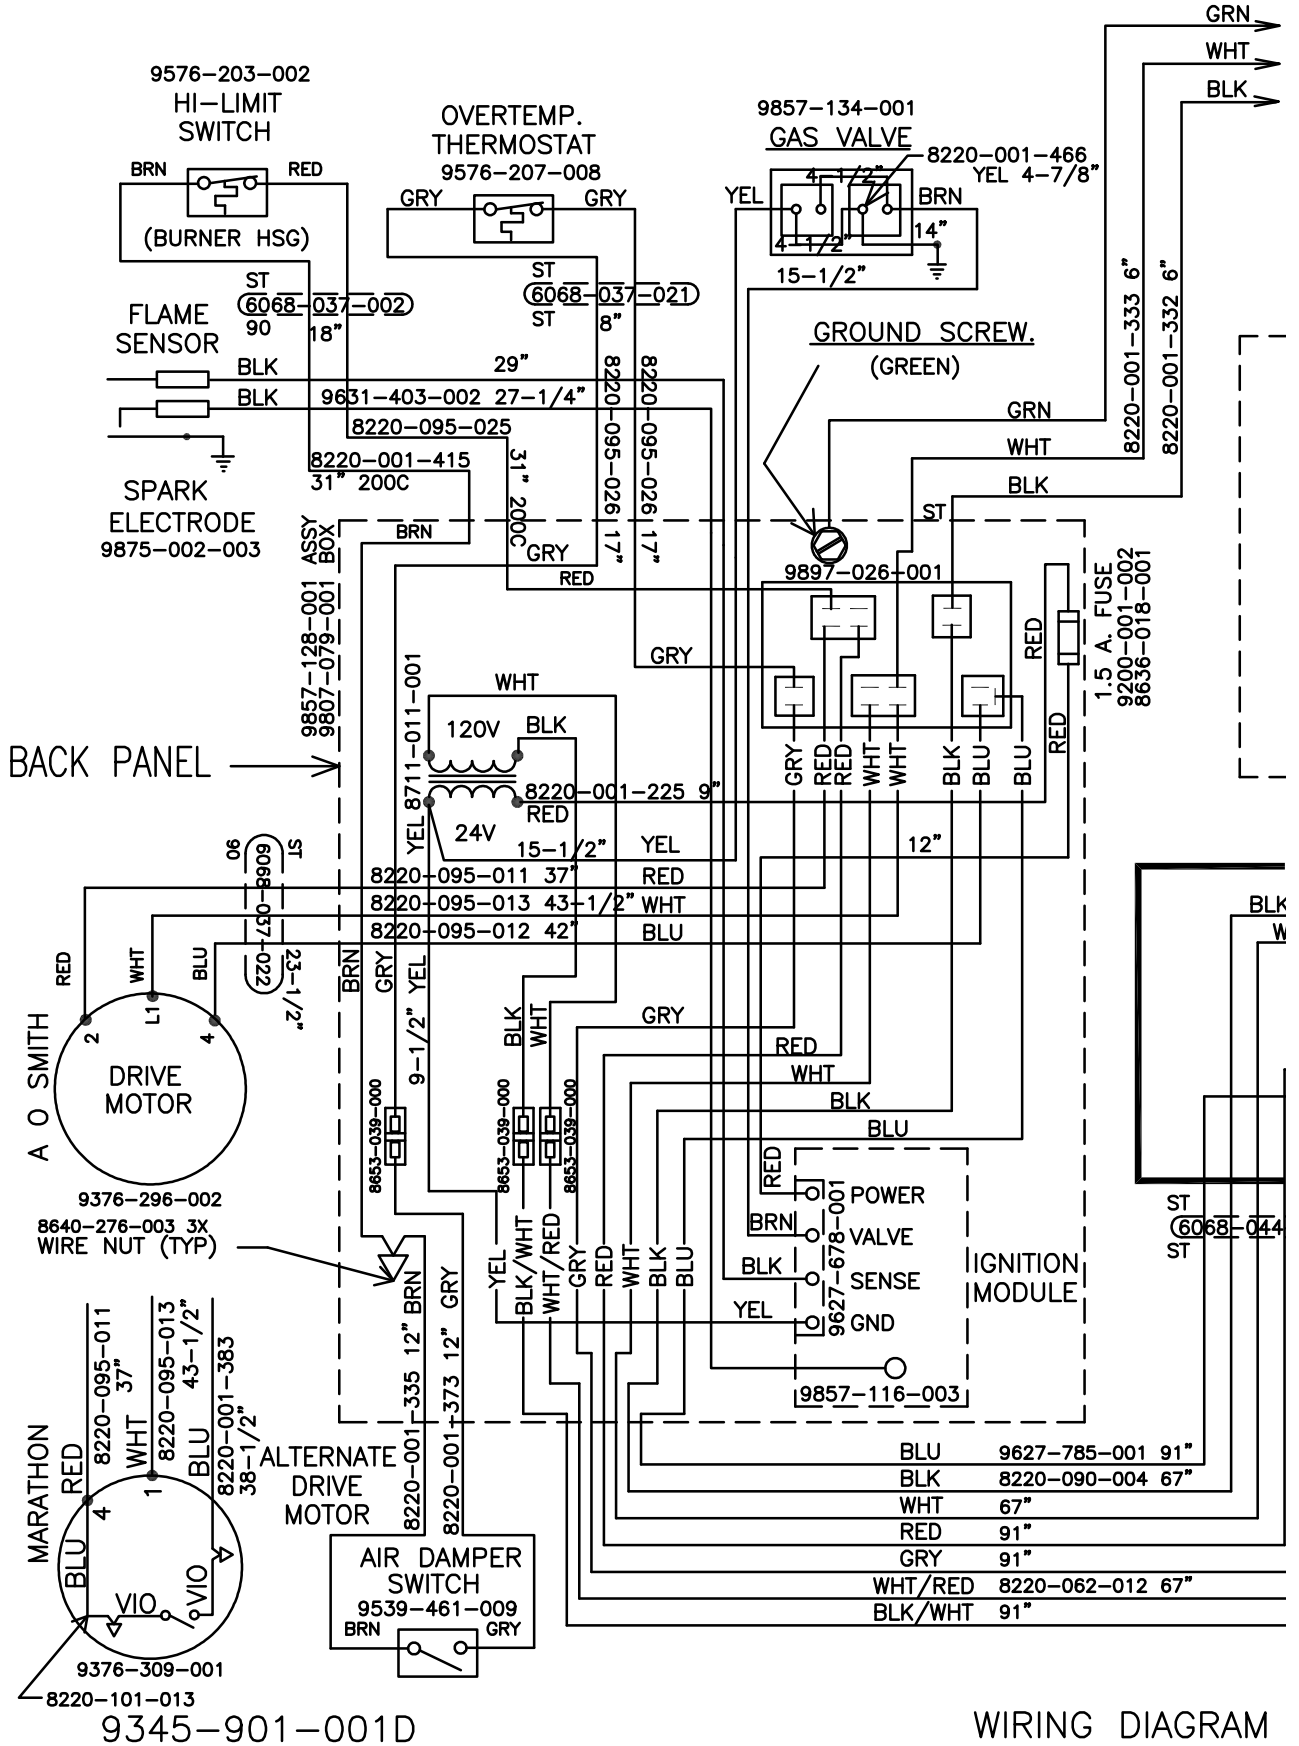 GRN
WHT
BLK
9576-203-002
HI-LIMIT
SWITCH
BRN
RED
(BURNER HSG)
OVERTEMP.
THERMOSTAT
9576-207-008
GRY
GRY
9857-134-001
GAS VALVE
8220-001-466
YEL 4-7/8"
4-1/2"
YEL
BRN
14"
4-1/2"
15-1/2"
ST
6068-037-002
90
18"
ST
6068-037-021
ST
8"
FLAME
SENSOR
BLK
29"
BLK
9631-403-002 27-1/4"
8220-095-025
31" 200C
8220-001-415
31" 200C
8220-095-026 17"
8220-095-026 17"
GROUND SCREW.
(GREEN)
GRN
WHT
BLK
8220-001-333 6"
8220-001-332 6"
SPARK
ELECTRODE
9875-002-003
9857-128-001 ASSY
9807-079-001 BOX
BRN
GRY
RED
ST
9897-026-001
RED
1.5 A. FUSE
9200-001-002
8636-018-001
GRY
WHT
120V
BLK
YEL 8711-011-001
BACK PANEL
8220-001-225 9"
RED
24V
15-1/2"
YEL
GRY
RED
RED
WHT
WHT
BLK
BLU
BLU
RED
12"
8220-095-011 37"
RED
8220-095-013 43-1/2"
WHT
8220-095-012 42"
BLU
ST
6068-037-022
90
23-1/2"
RED
WHT
BLU
2
L1
4
A O SMITH
DRIVE
MOTOR
9376-296-002
8640-276-003 3X
WIRE NUT (TYP)
BRN
GRY
9-1/2" YEL
BLK
WHT
8653-039-000
8653-039-000
8653-039-000
GRY
RED
WHT
BLK
BLU
RED
BRN
BLK
YEL
POWER
VALVE
SENSE
GND
9627-678-001
IGNITION
MODULE
9857-116-003
BLK
W
ST
6068-044
ST
8220-001-335 12" BRN
8220-001-373 12" GRY
YEL
BLK/WHT
WHT/RED
GRY
RED
WHT
BLK
BLU
8220-095-011
37"
8220-095-013
43-1/2"
8220-001-383
38-1/2"
MARATHON
RED
WHT
BLU
4
1
BLU
VIO
VIO
ALTERNATE
DRIVE
MOTOR
9376-309-001
8220-101-013
AIR DAMPER
SWITCH
9539-461-009
BRN
GRY
BLU 9627-785-001 91"
BLK 8220-090-004 67"
WHT 67"
RED 91"
GRY 91"
WHT/RED 8220-062-012 67"
BLK/WHT 91"
9345-901-001D
WIRING DIAGRAM